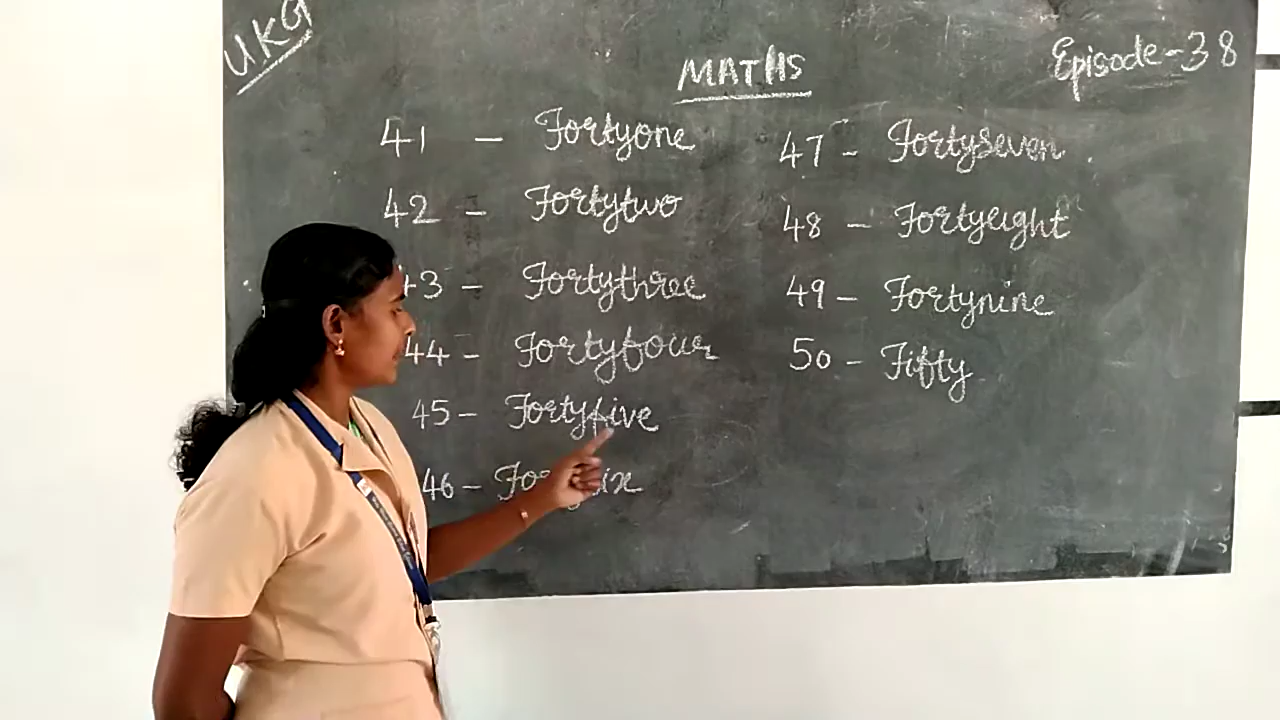 UKG
MATHS
Episode-38
41 - Fortyone
42 - Fortytwo
43 - Fortythree
44 - Fortyfour
45 - Fortyfive
46 -
47 - Fortyseven
48 - Fortyeight
49 - Fortynine
50 - Fifty